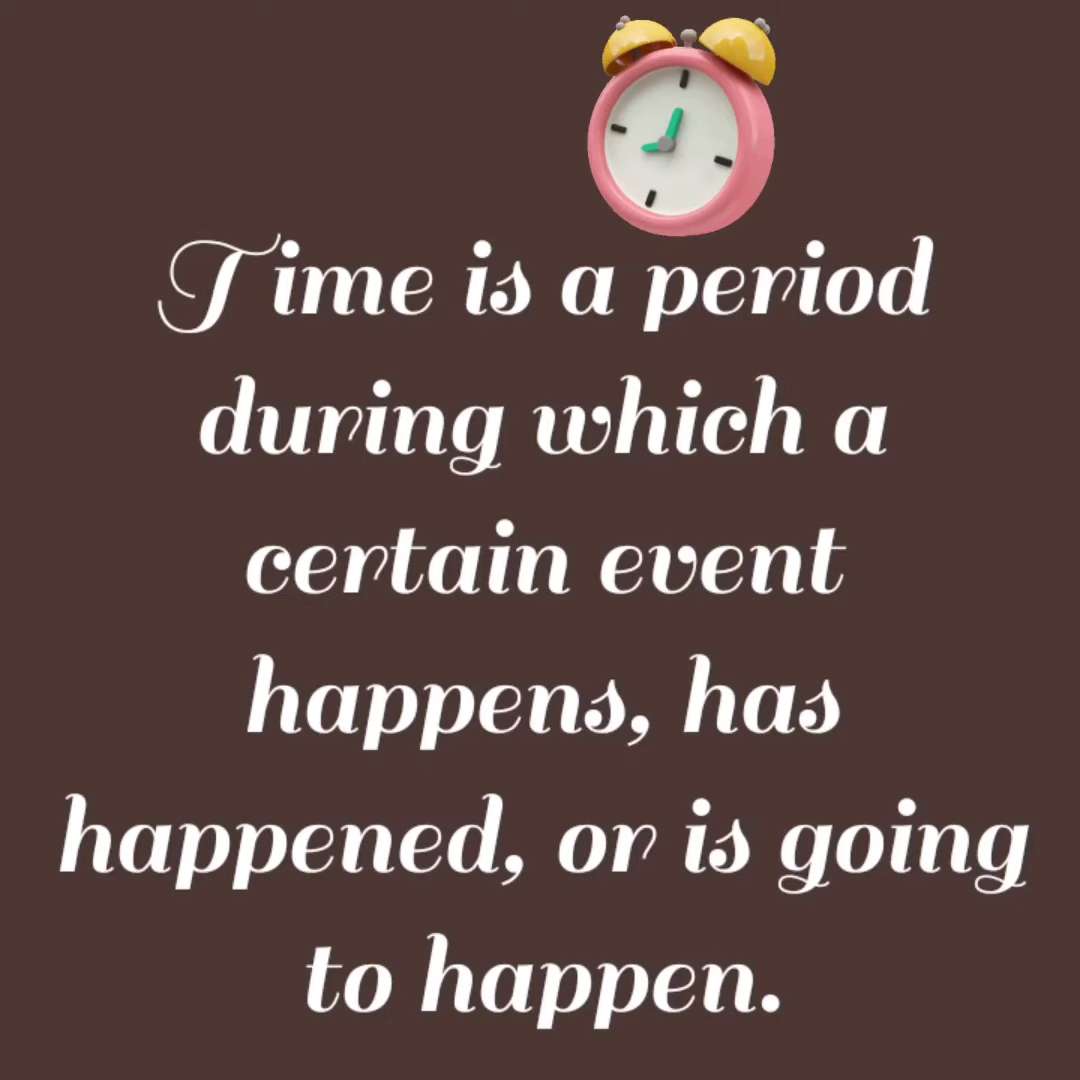 Time is a period
during which a
certain event
happens, has
happened, or is going
to happen.